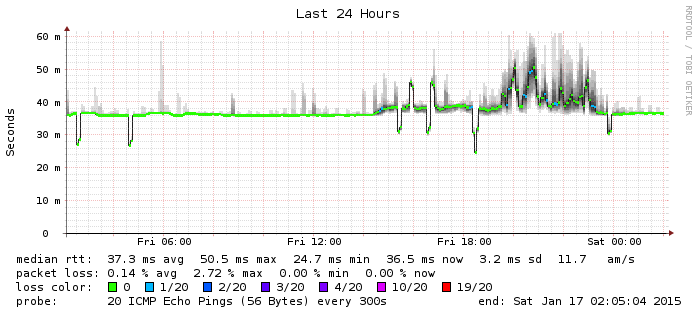 Last 24 Hours
RRDTOOL / TOBI OETIKER
Seconds
60 m
50 m
40 m
30 m
20 m
10 m
0
Fri 06:00 Fri 12:00 Fri 18:00 Sat 00:00
median rtt: 37.3 ms avg 50.5 ms max 24.7 ms min 36.5 ms now 3.2 ms sd 11.7 am/s
packet loss: 0.14 % avg 2.72 % max 0.00 % min 0.00 % now
loss color: 0 1/20 2/20 3/20 4/20 10/20 19/20
probe: 20 ICMP Echo Pings (56 Bytes) every 300s end: Sat Jan 17 02:05:04 2015